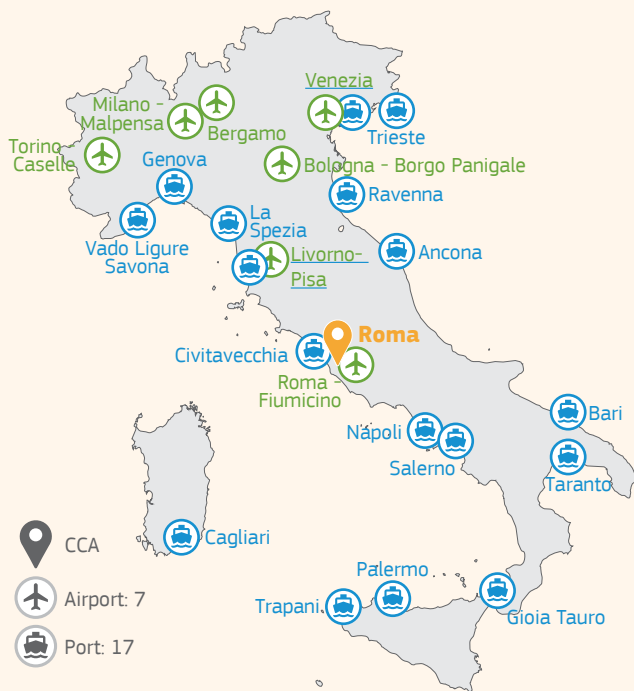 Venezia
Milano -
Malpensa
Bergamo
Trieste
Torino -
Caselle
Genova
Bologna - Borgo Panigale
Ravenna
La
Spezia
Vado Ligure
Savona
Livorno-
Pisa
Ancona
Roma
Civitavecchia
Roma -
Fiumicino
Napoli
Salerno
Bari
Taranto
Cagliari
CCA
Palermo
Airport: 7
Trapani
Gioia Tauro
Port: 17